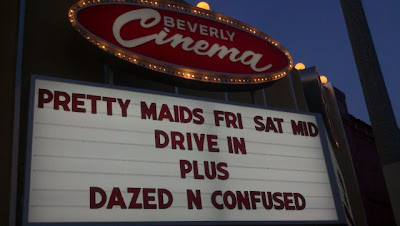 BEVERLY
Cinema
PRETTY MAIDS FRI SAT MID
DRIVE IN
PLUS
DAZED N CONFUSED